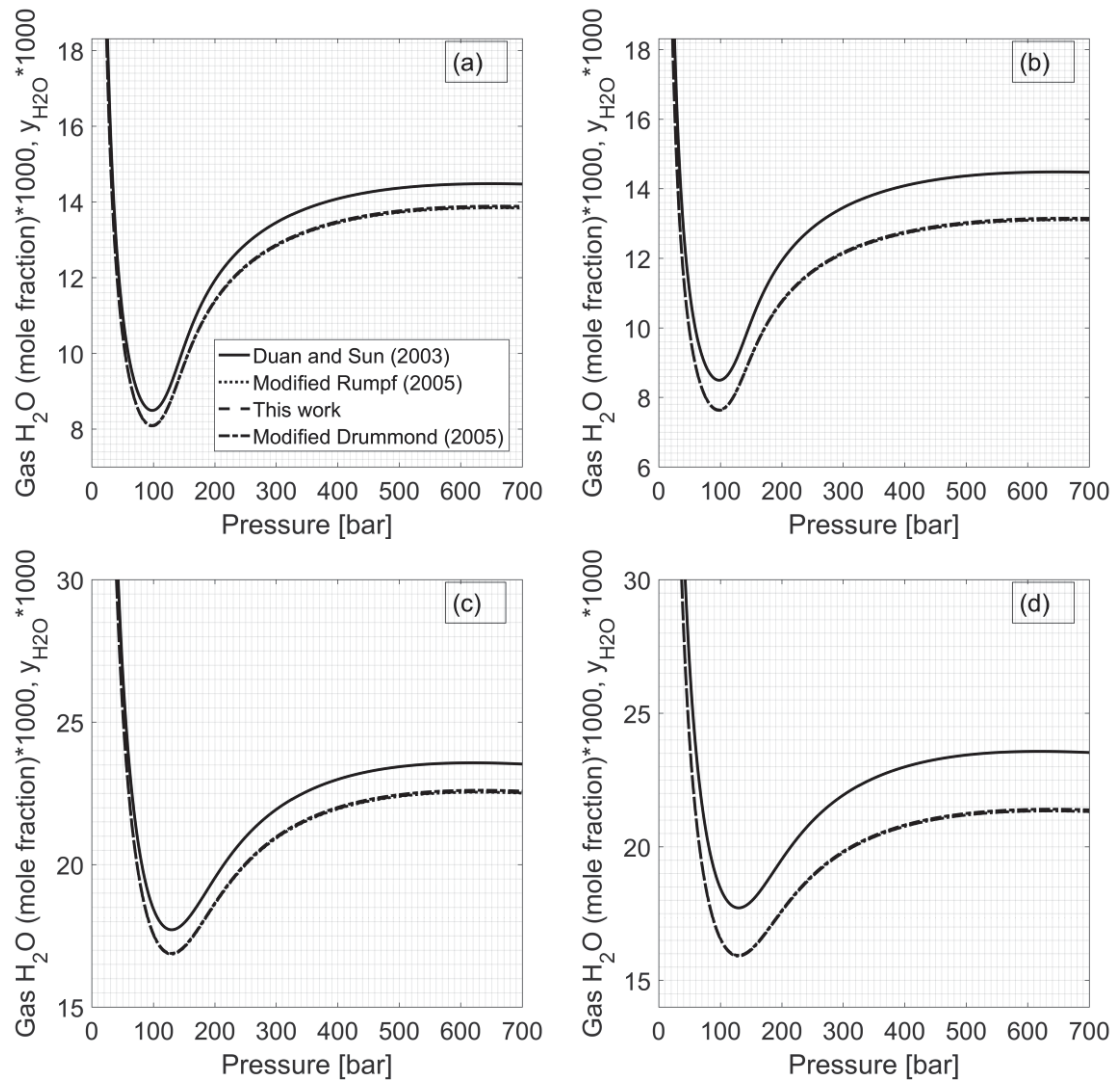 (a)
18
16
14
12
10
8
Gas H2O (mole fraction)*1000, yH2O*1000
Duan and Sun (2003)
Modified Rumpf (2005)
This work
Modified Drummond (2005)
0 100 200 300 400 500 600 700
Pressure [bar]
(b)
18
16
14
12
10
8
6
Gas H2O (mole fraction)*1000, yH2O*1000
0 100 200 300 400 500 600 700
Pressure [bar]
(c)
30
25
20
15
Gas H2O (mole fraction)*1000, yH2O*1000
0 100 200 300 400 500 600 700
Pressure [bar]
(d)
30
25
20
15
Gas H2O (mole fraction)*1000, yH2O*1000
0 100 200 300 400 500 600 700
Pressure [bar]